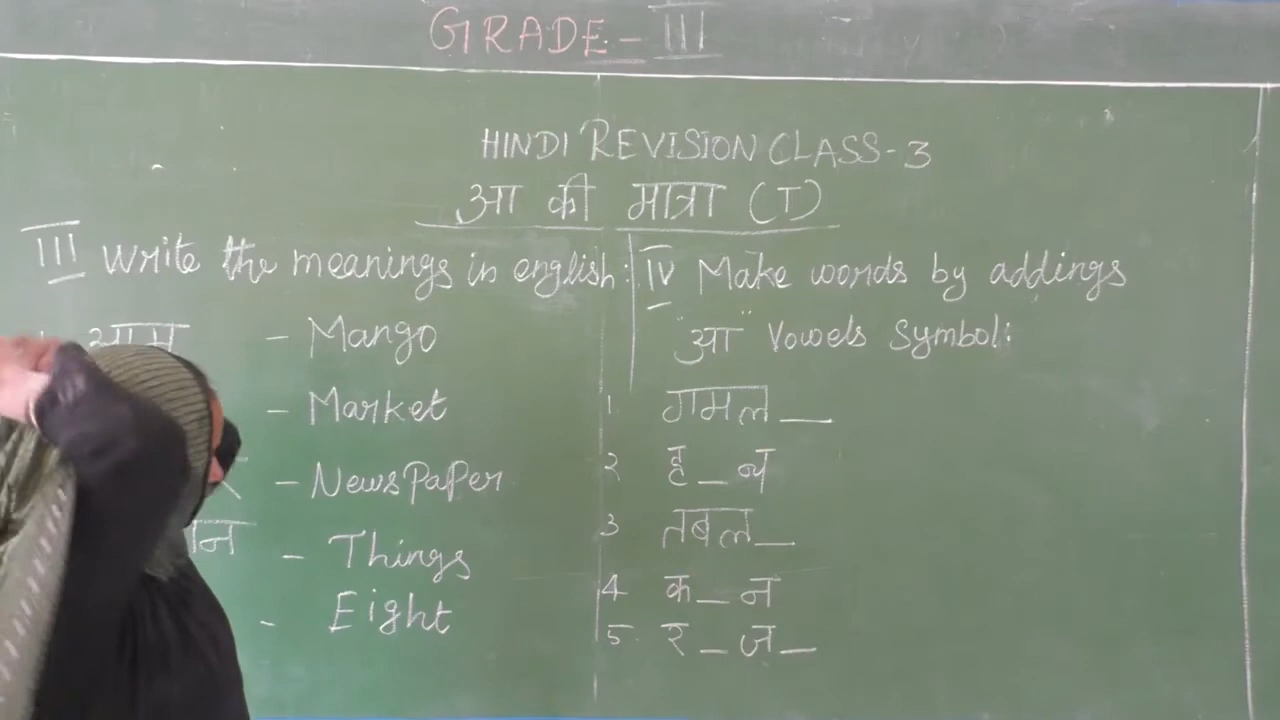 GRADE - III
HINDI REVISION CLASS-3
आ की मात्रा (ा)
III Write the meanings in english:
आम - Mango
- Market
- NewsPaPer
- Things
- Eight
IV Make words by addings
"आ" Vowels Symbol:
1. गमल_
2 ह_थ
3 तबल_
4 क_न
5. र_ज_